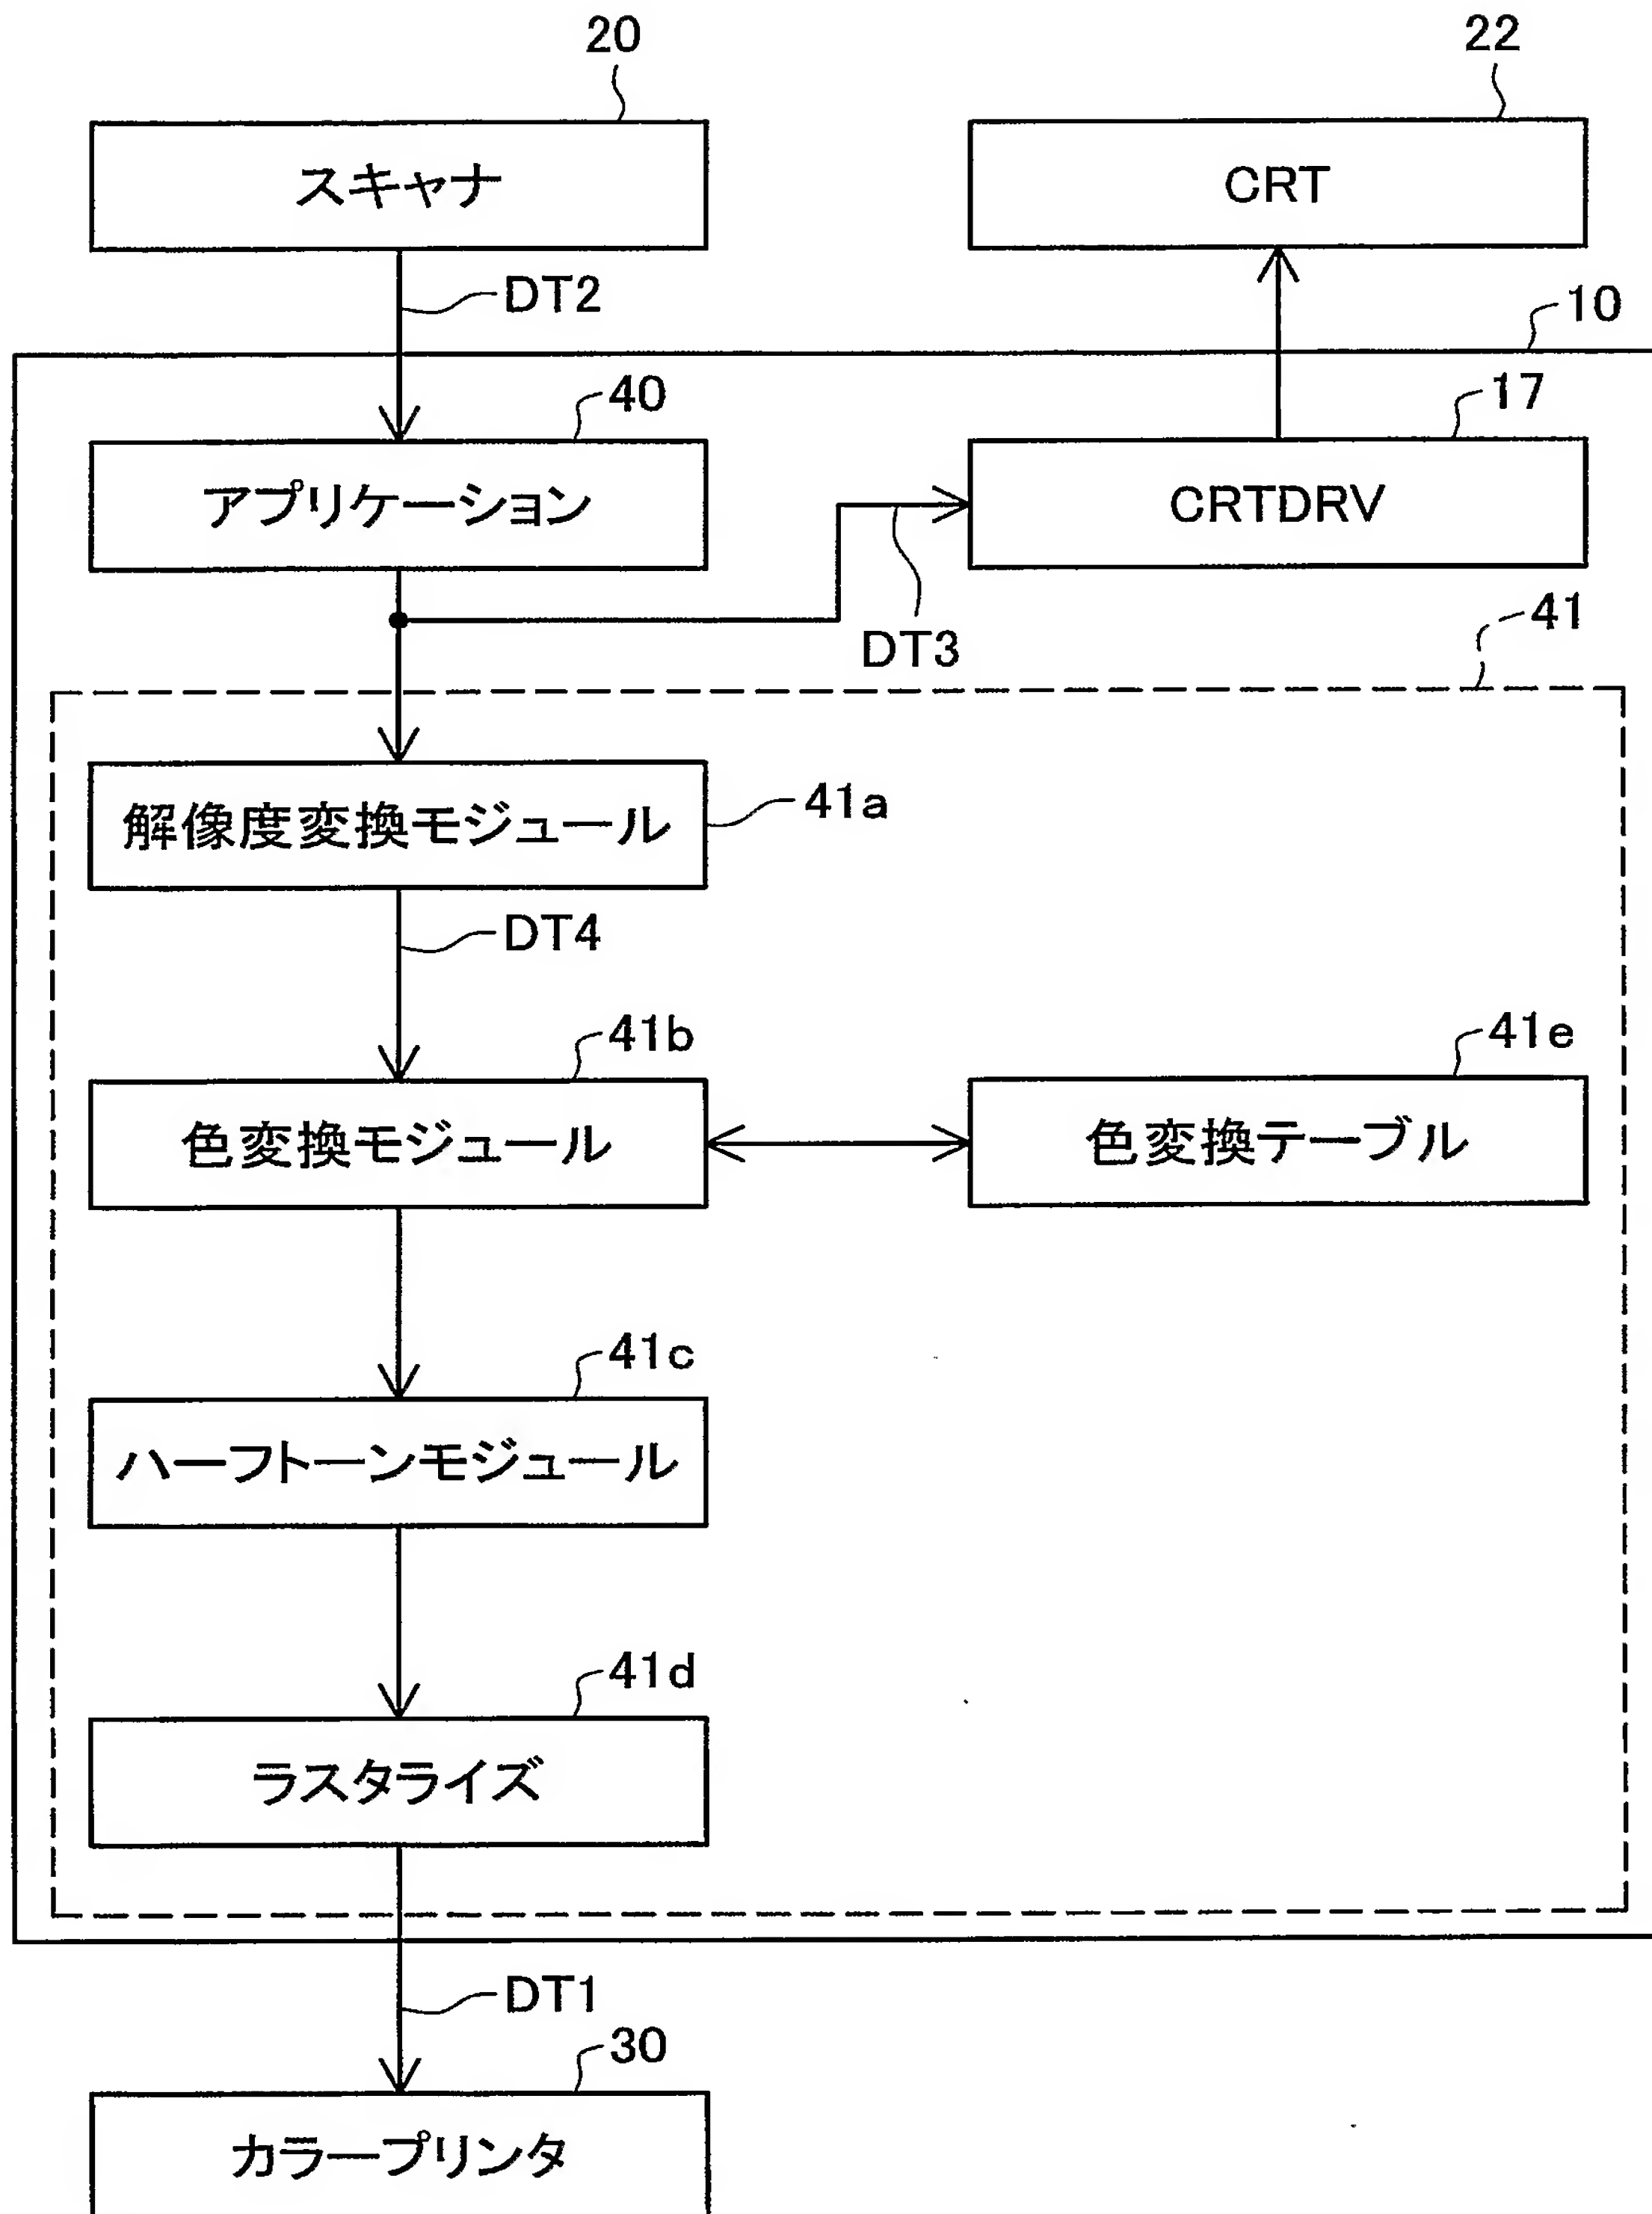 20
22
スキャナ
CRT
DT2
10
40
17
アプリケーション
CRTDRV
DT3
41
解像度変換モジュール
41a
DT4
41b
41e
色変換モジュール
色変換テーブル
41c
ハーフトーンモジュール
41d
ラスタライズ
DT1
30
カラープリンタ